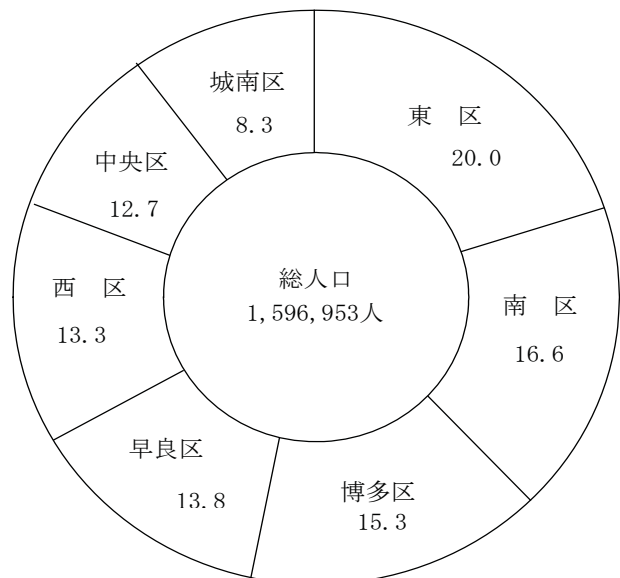 城南区
8.3
東　区
20.0
中央区
12.7
西　区
13.3
総人口
1,596,953人
南　区
16.6
早良区
13.8
博多区
15.3